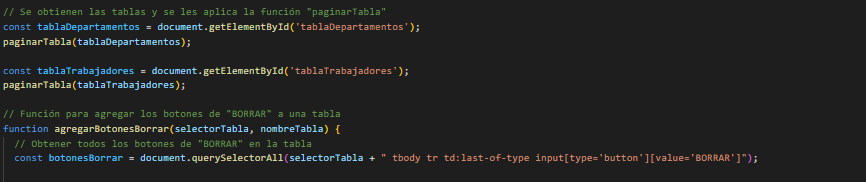 // Se obtienen las tablas y se les aplica la función "paginarTabla"
const tablaDepartamentos = document.getElementById('tablaDepartamentos');
paginarTabla(tablaDepartamentos);
const tablaTrabajadores = document.getElementById('tablaTrabajadores');
paginarTabla(tablaTrabajadores);
// Función para agregar los botones de "BORRAR" a una tabla
function agregarBotonesBorrar(selectorTabla, nombreTabla) {
// Obtener todos los botones de "BORRAR" en la tabla
const botonesBorrar = document.querySelectorAll(selectorTabla + " tbody tr td:last-of-type input[type='button'][value='BORRAR']");